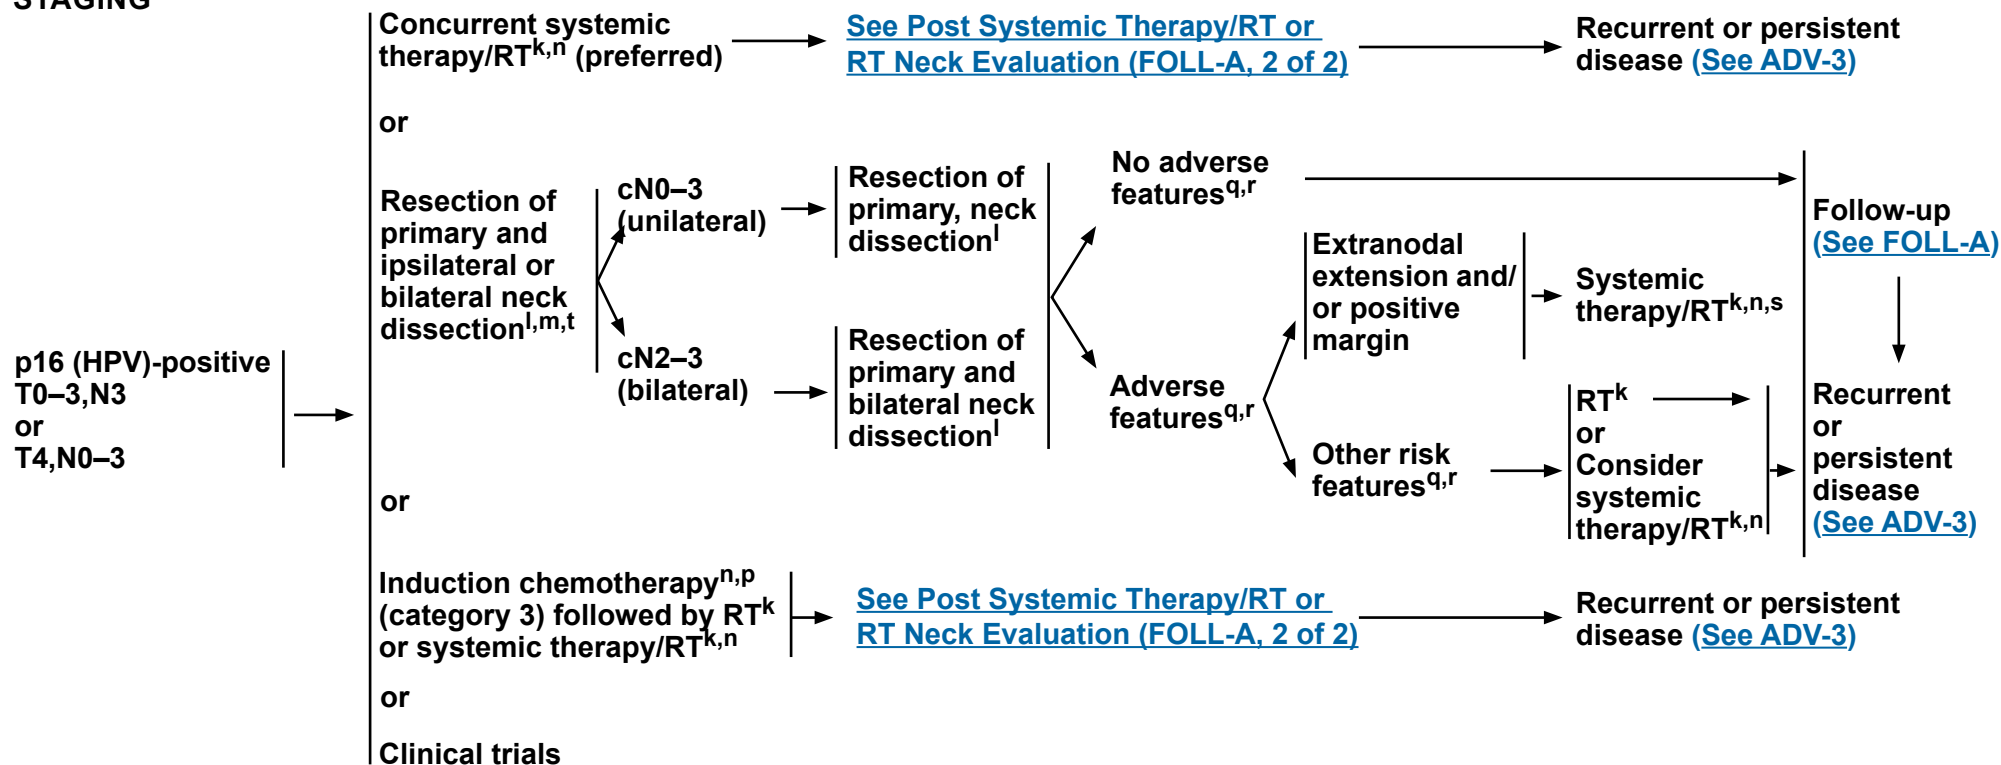 STAGING
p16 (HPV)-positive
T0–3,N3
or
T4,N0–3
Concurrent systemic
therapy/RTk,n (preferred)
See Post Systemic Therapy/RT or
RT Neck Evaluation (FOLL-A, 2 of 2)
Recurrent or persistent
disease (See ADV-3)
or
Resection of
primary and
ipsilateral or
bilateral neck
dissectionl,m,t
cN0–3
(unilateral)
Resection of
primary, neck
dissectionl
cN2–3
(bilateral)
Resection of
primary and
bilateral neck
dissectionl
No adverse
featuresq,r
Adverse
featuresq,r
Extranodal
extension and/
or positive
margin
Systemic
therapy/RTk,n,s
Other risk
featuresq,r
RTk
or
Consider
systemic
therapy/RTk,n
Follow-up
(See FOLL-A)
Recurrent
or
persistent
disease
(See ADV-3)
or
Induction chemotherapyn,p
(category 3) followed by RTk
or systemic therapy/RTk,n
See Post Systemic Therapy/RT or
RT Neck Evaluation (FOLL-A, 2 of 2)
Recurrent or persistent
disease (See ADV-3)
or
Clinical trials